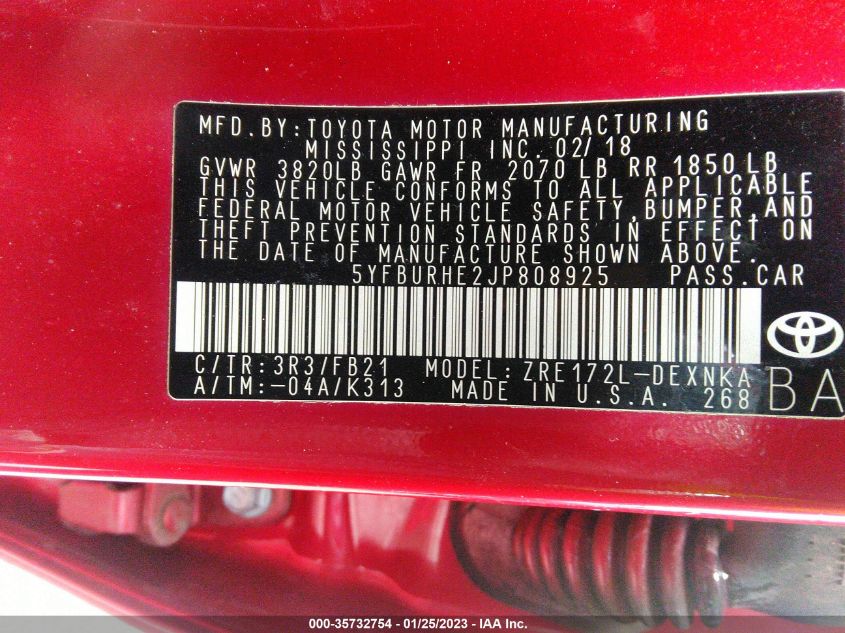 MFD.BY:TOYOTA MOTOR MANUFACTURING
MISSISSIPPI INC. 02/18
GVWR 3820LB GAWR FR 2070 LB RR 1850LB
THIS VEHICLE CONFORMS TO ALL APPLICABLE
FEDERAL MOTOR VEHICLE SAFETY,BUMPER,AND
THEFT PREVENTION STANDARDS IN EFFECT ON
THE DATE OF MANUFACTURE SHOWN ABOVE.
5YFBURHE2JP808925 PASS.CAR
C/TR:3R3/FB21 MODEL:ZRE172L-DEXNKA
A/TM:-04A/K313 MADE IN U.S.A. 268
BA
000-35732754 - 01/25/2023 - IAA Inc.